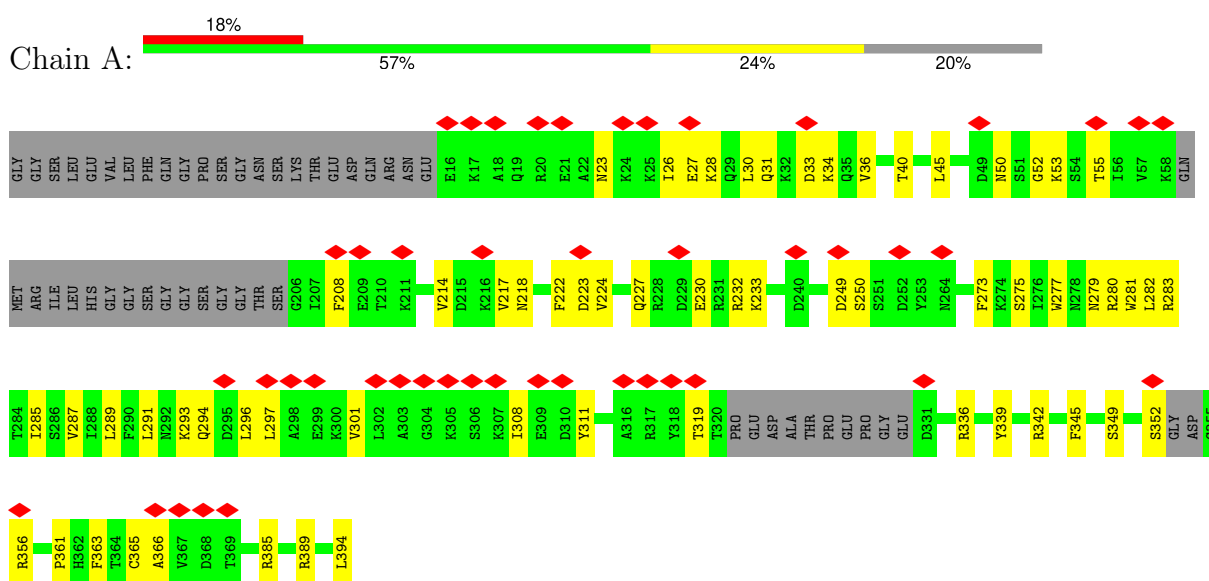 18%
Chain A:
57% 24% 20%
GLY GLY SER LEU GLU VAL LEU PHE GLN GLY PRO SER GLY ASN SER LYS THR GLU ASP GLN ARG ASN GLU E16 K17 A18 Q19 R20 E21 A22 N23 K24 K25 I26 E27 K28 Q29 L30 Q31 K32 D33 K34 Q35 V36 T40 L45 D49 N50 S51 G52 K53 S54 T55 I56 V57 K58 GLN
MET ARG ILE LEU HIS GLY GLY SER GLY GLY SER GLY GLY THR SER G206 I207 F208 E209 T210 K211 V214 D215 K216 V217 N218 F222 D223 V224 Q227 R228 D229 E230 R231 R232 K233 D240 D249 S250 S251 D252 Y253 N264 F273 K274 S275 I276 W277 N278 N279 R280 W281 L282 R283
T284 I285 S286 V287 I288 L289 F290 L291 N292 K293 Q294 D295 L296 L297 A298 E299 K300 V301 L302 A303 G304 K305 S306 K307 I308 E309 D310 Y311 A316 R317 Y318 T319 T320 PRO GLU ASP ALA THR PRO GLU PRO GLY GLU D331 R336 Y339 R342 F345 S349 S352 GLY ASP
R356 P361 H362 F363 T364 C365 A366 V367 D368 T369 R385 R389 L394